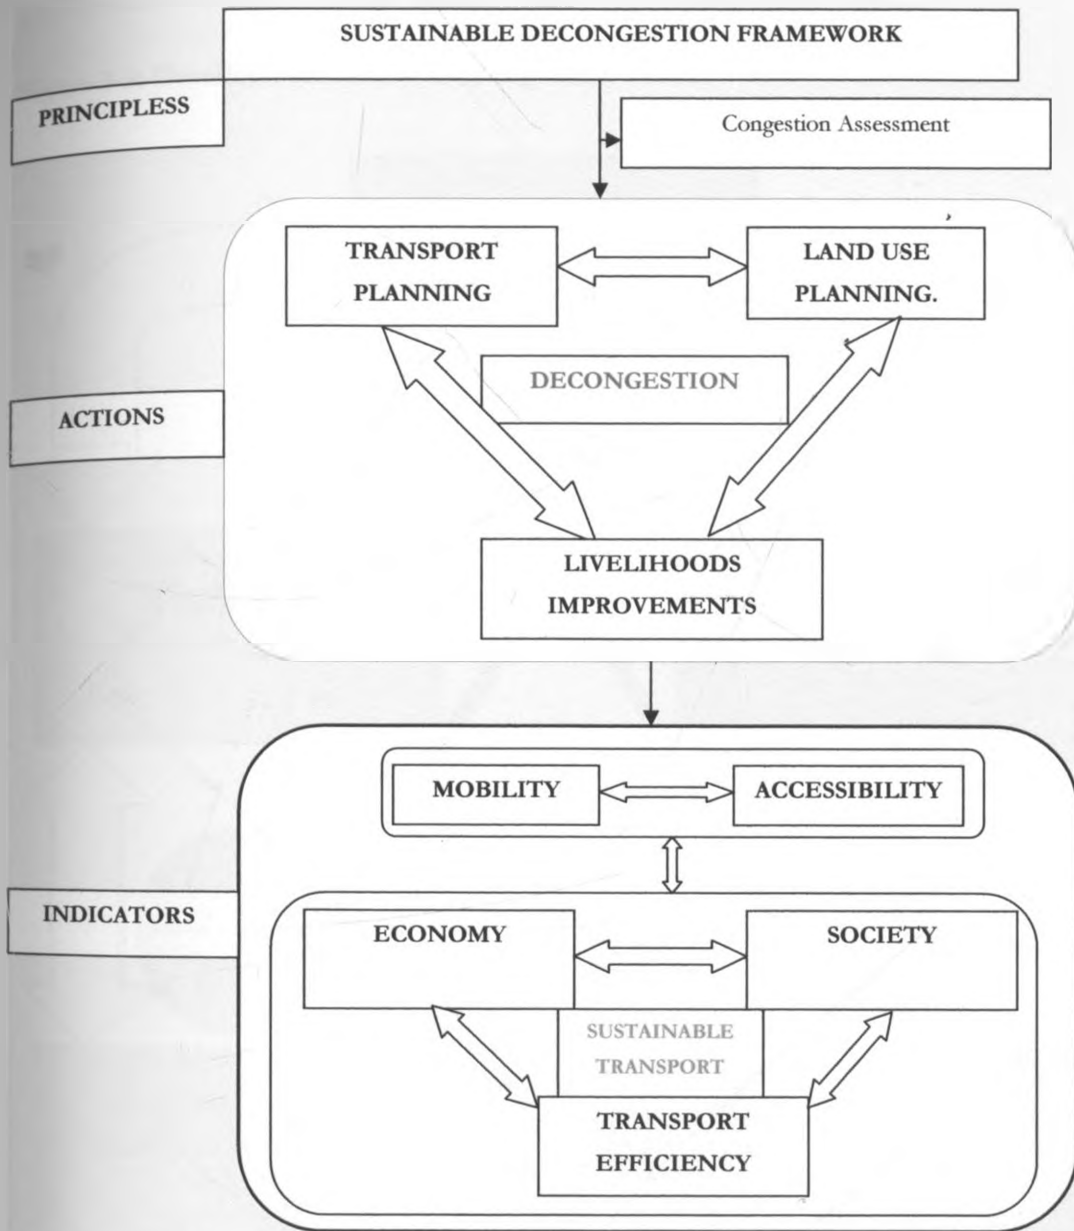 SUSTAINABLE DECONGESTION FRAMEWORK
PRINCIPLESS
Congestion Assessment
TRANSPORT
PLANNING
LAND USE
PLANNING.
DECONGESTION
ACTIONS
LIVELIHOODS
IMPROVEMENTS
MOBILITY
ACCESSIBILITY
INDICATORS
ECONOMY
SOCIETY
SUSTAINABLE
TRANSPORT
TRANSPORT
EFFICIENCY